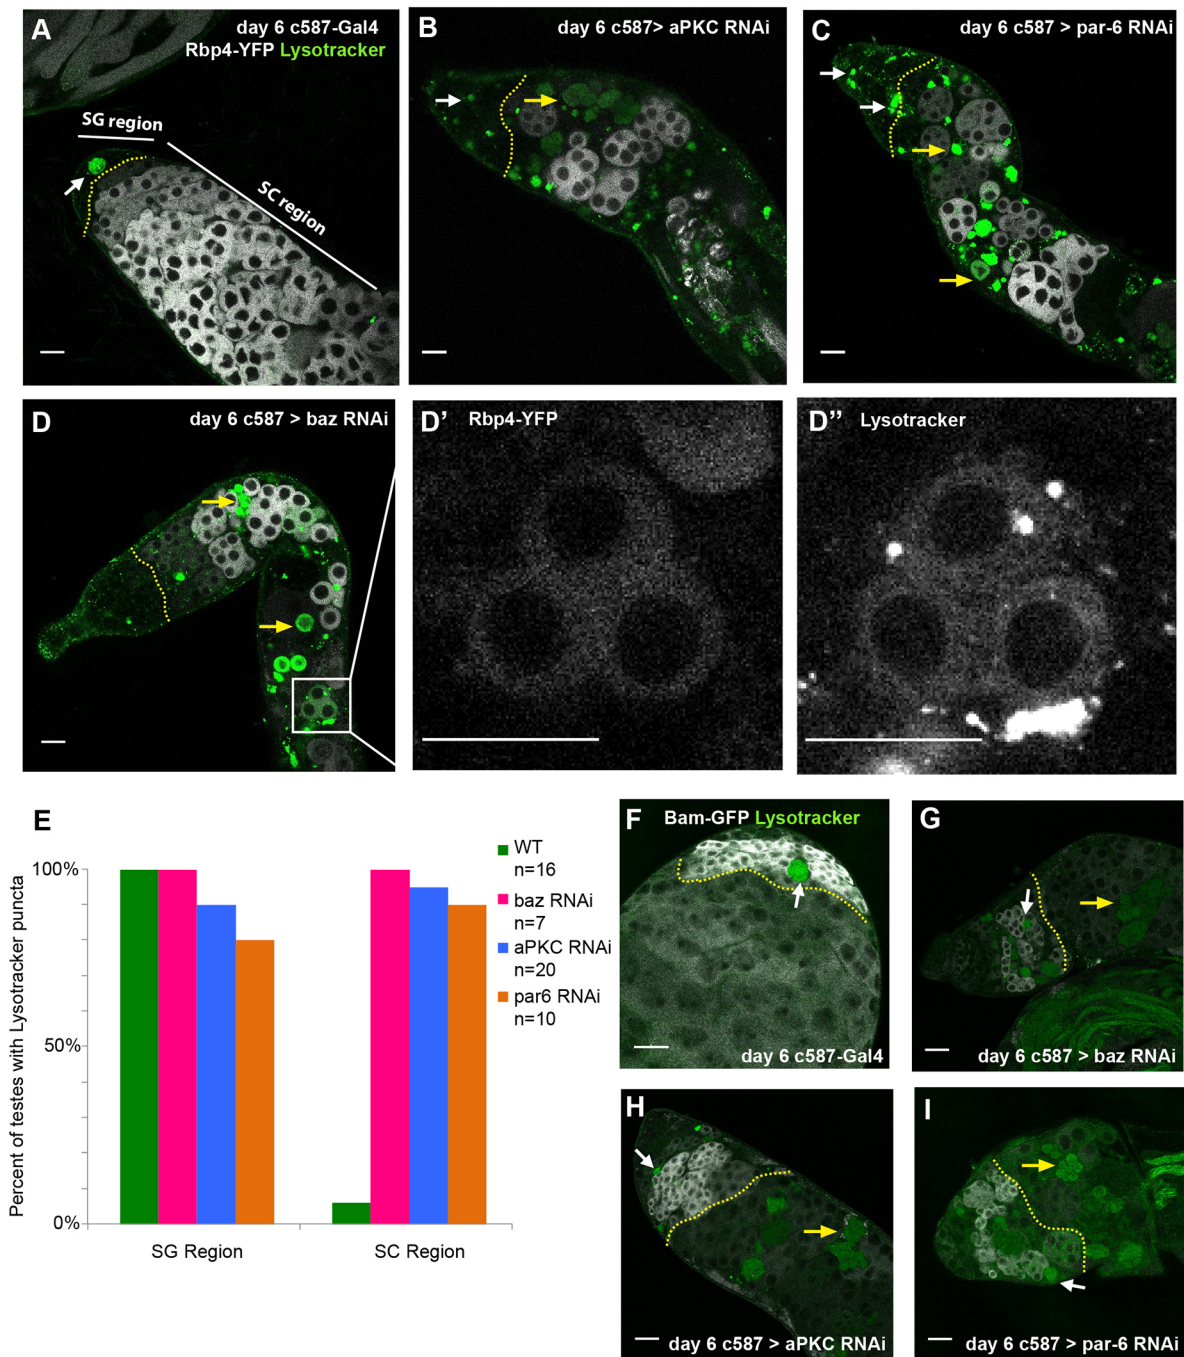 A
day 6 c587-Gal4
Rbp4-YFP Lysotracker
SG region
SC region
B
day 6 c587> aPKC RNAi
C
day 6 c587 > par-6 RNAi
D
day 6 c587 > baz RNAi
D'
Rbp4-YFP
D''
Lysotracker
E
Percent of testes with Lysotracker puncta
100%
50%
0%
SG Region
SC Region
WT
n=16
baz RNAi
n=7
aPKC RNAi
n=20
par6 RNAi
n=10
F
Bam-GFP Lysotracker
day 6 c587-Gal4
G
day 6 c587 > baz RNAi
H
day 6 c587 > aPKC RNAi
I
day 6 c587 > par-6 RNAi